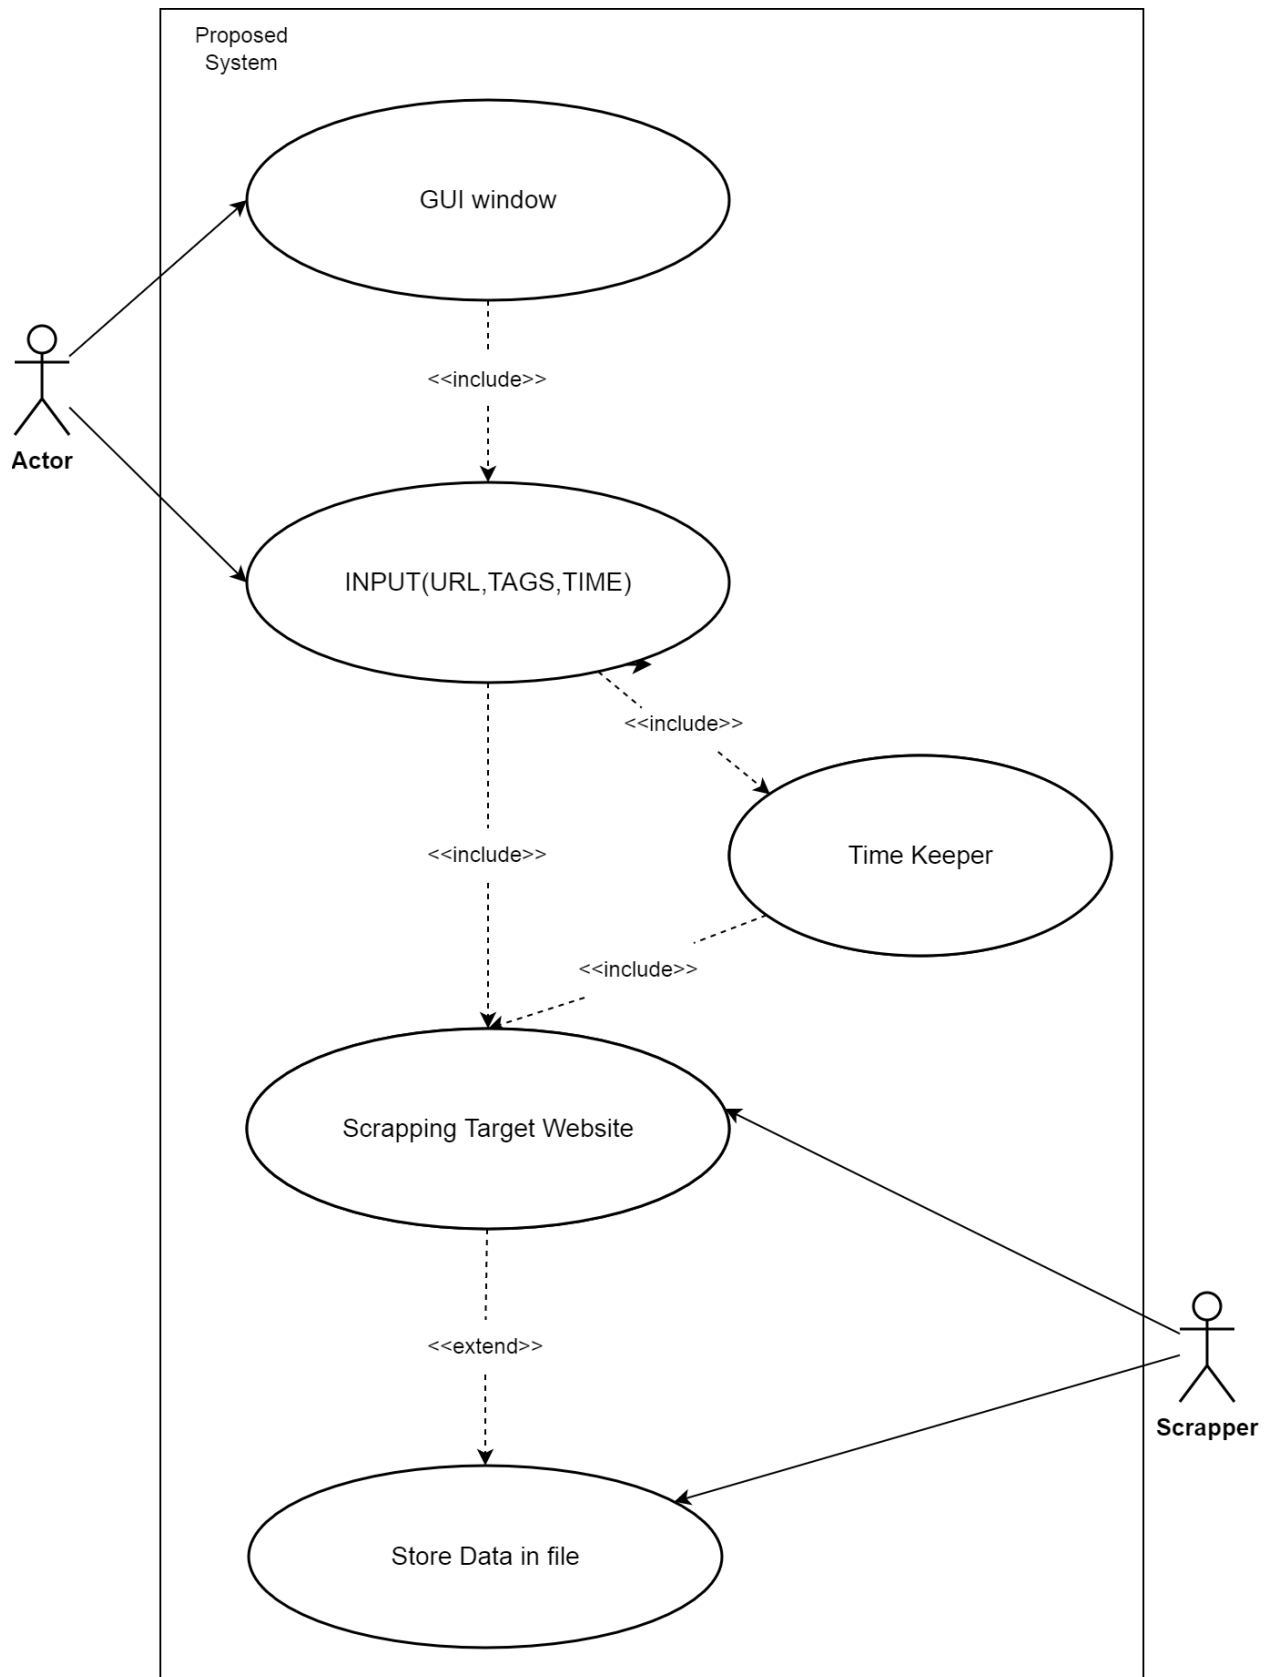 Proposed
System
GUI window
<<include>>
Actor
INPUT(URL,TAGS,TIME)
<<include>>
Time Keeper
<<include>>
<<include>>
Scrapping Target Website
<<extend>>
Scrapper
Store Data in file